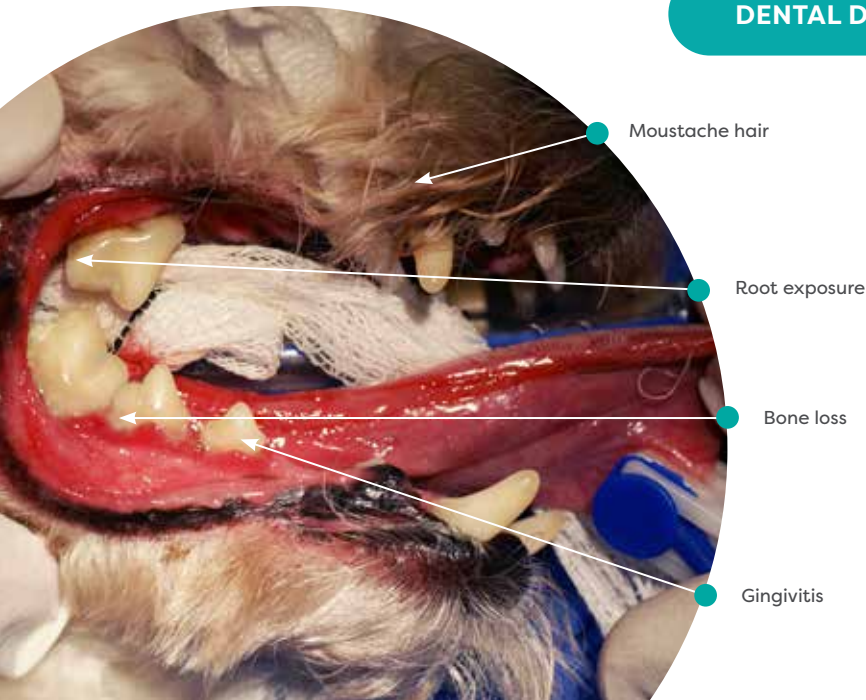 DENTAL D
Moustache hair
Root exposure
Bone loss
Gingivitis